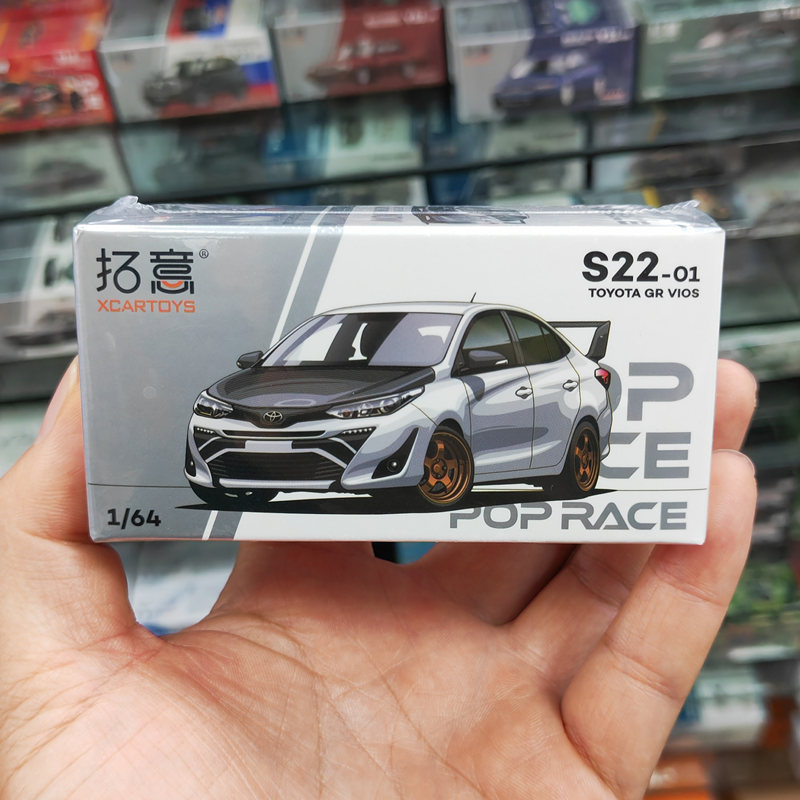 拓意®
XCARTOYS
S22-01
TOYOTA GR VIOS
OP
CE
POP RACE
1/64